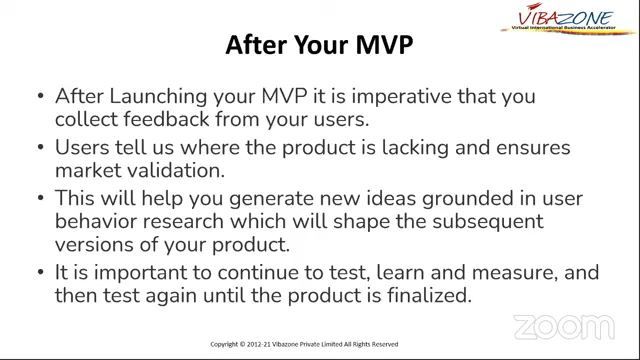 VIBAZONE
Virtual International Business Accelerator
After Your MVP
• After Launching your MVP it is imperative that you
collect feedback from your users.
• Users tell us where the product is lacking and ensures
market validation.
• This will help you generate new ideas grounded in user
behavior research which will shape the subsequent
versions of your product.
• It is important to continue to test, learn and measure, and
then test again until the product is finalized.
zoom
Copyright © 2012-21 Vibazone Private Limited All Rights Reserved